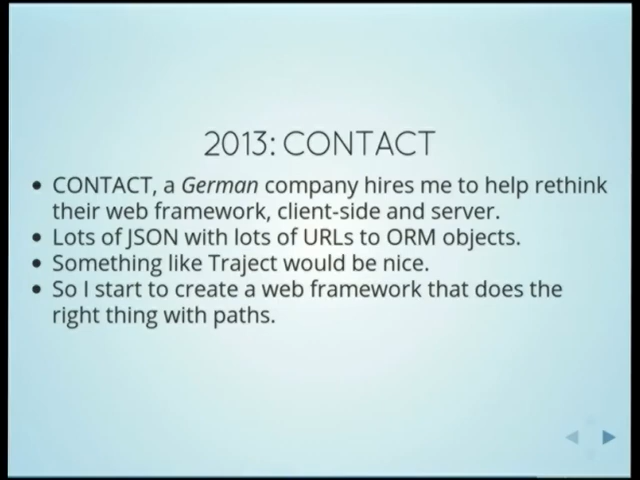 2013: CONTACT
• CONTACT, a German company hires me to help rethink
their web framework, client-side and server.
• Lots of JSON with lots of URLs to ORM objects.
• Something like Traject would be nice.
• So I start to create a web framework that does the
right thing with paths.